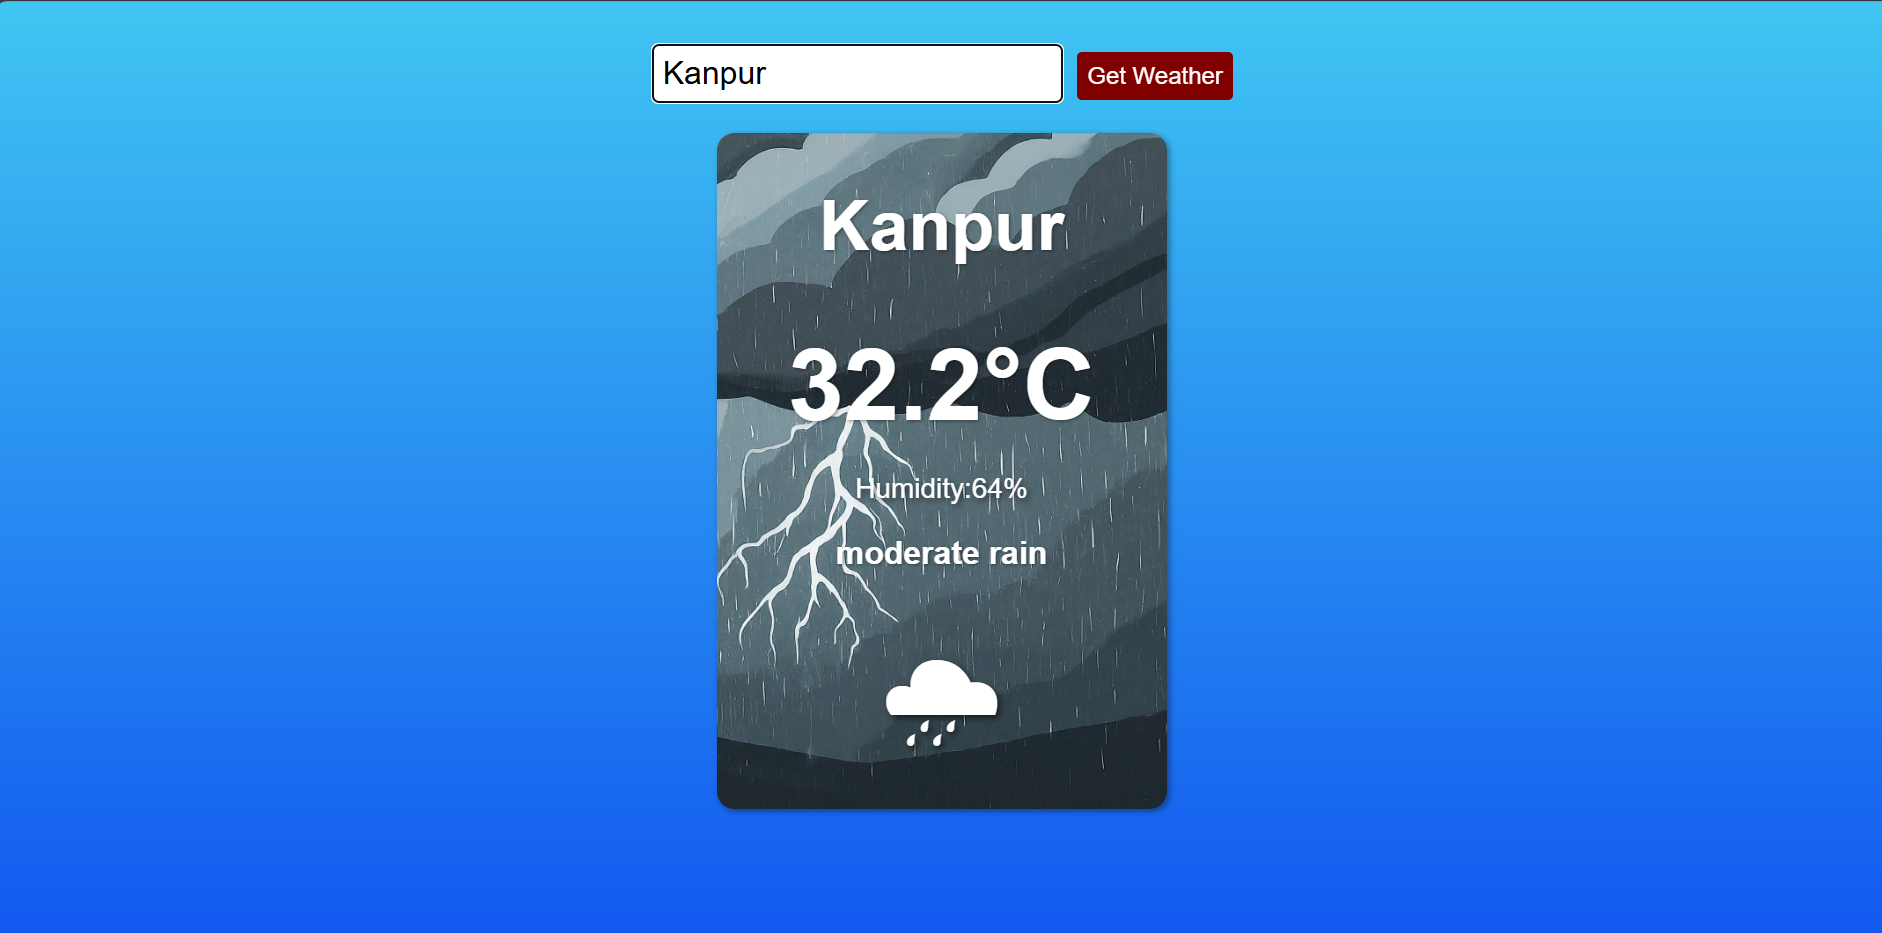 Kanpur
Get Weather
Kanpur
32.2°C
Humidity:64%
moderate rain